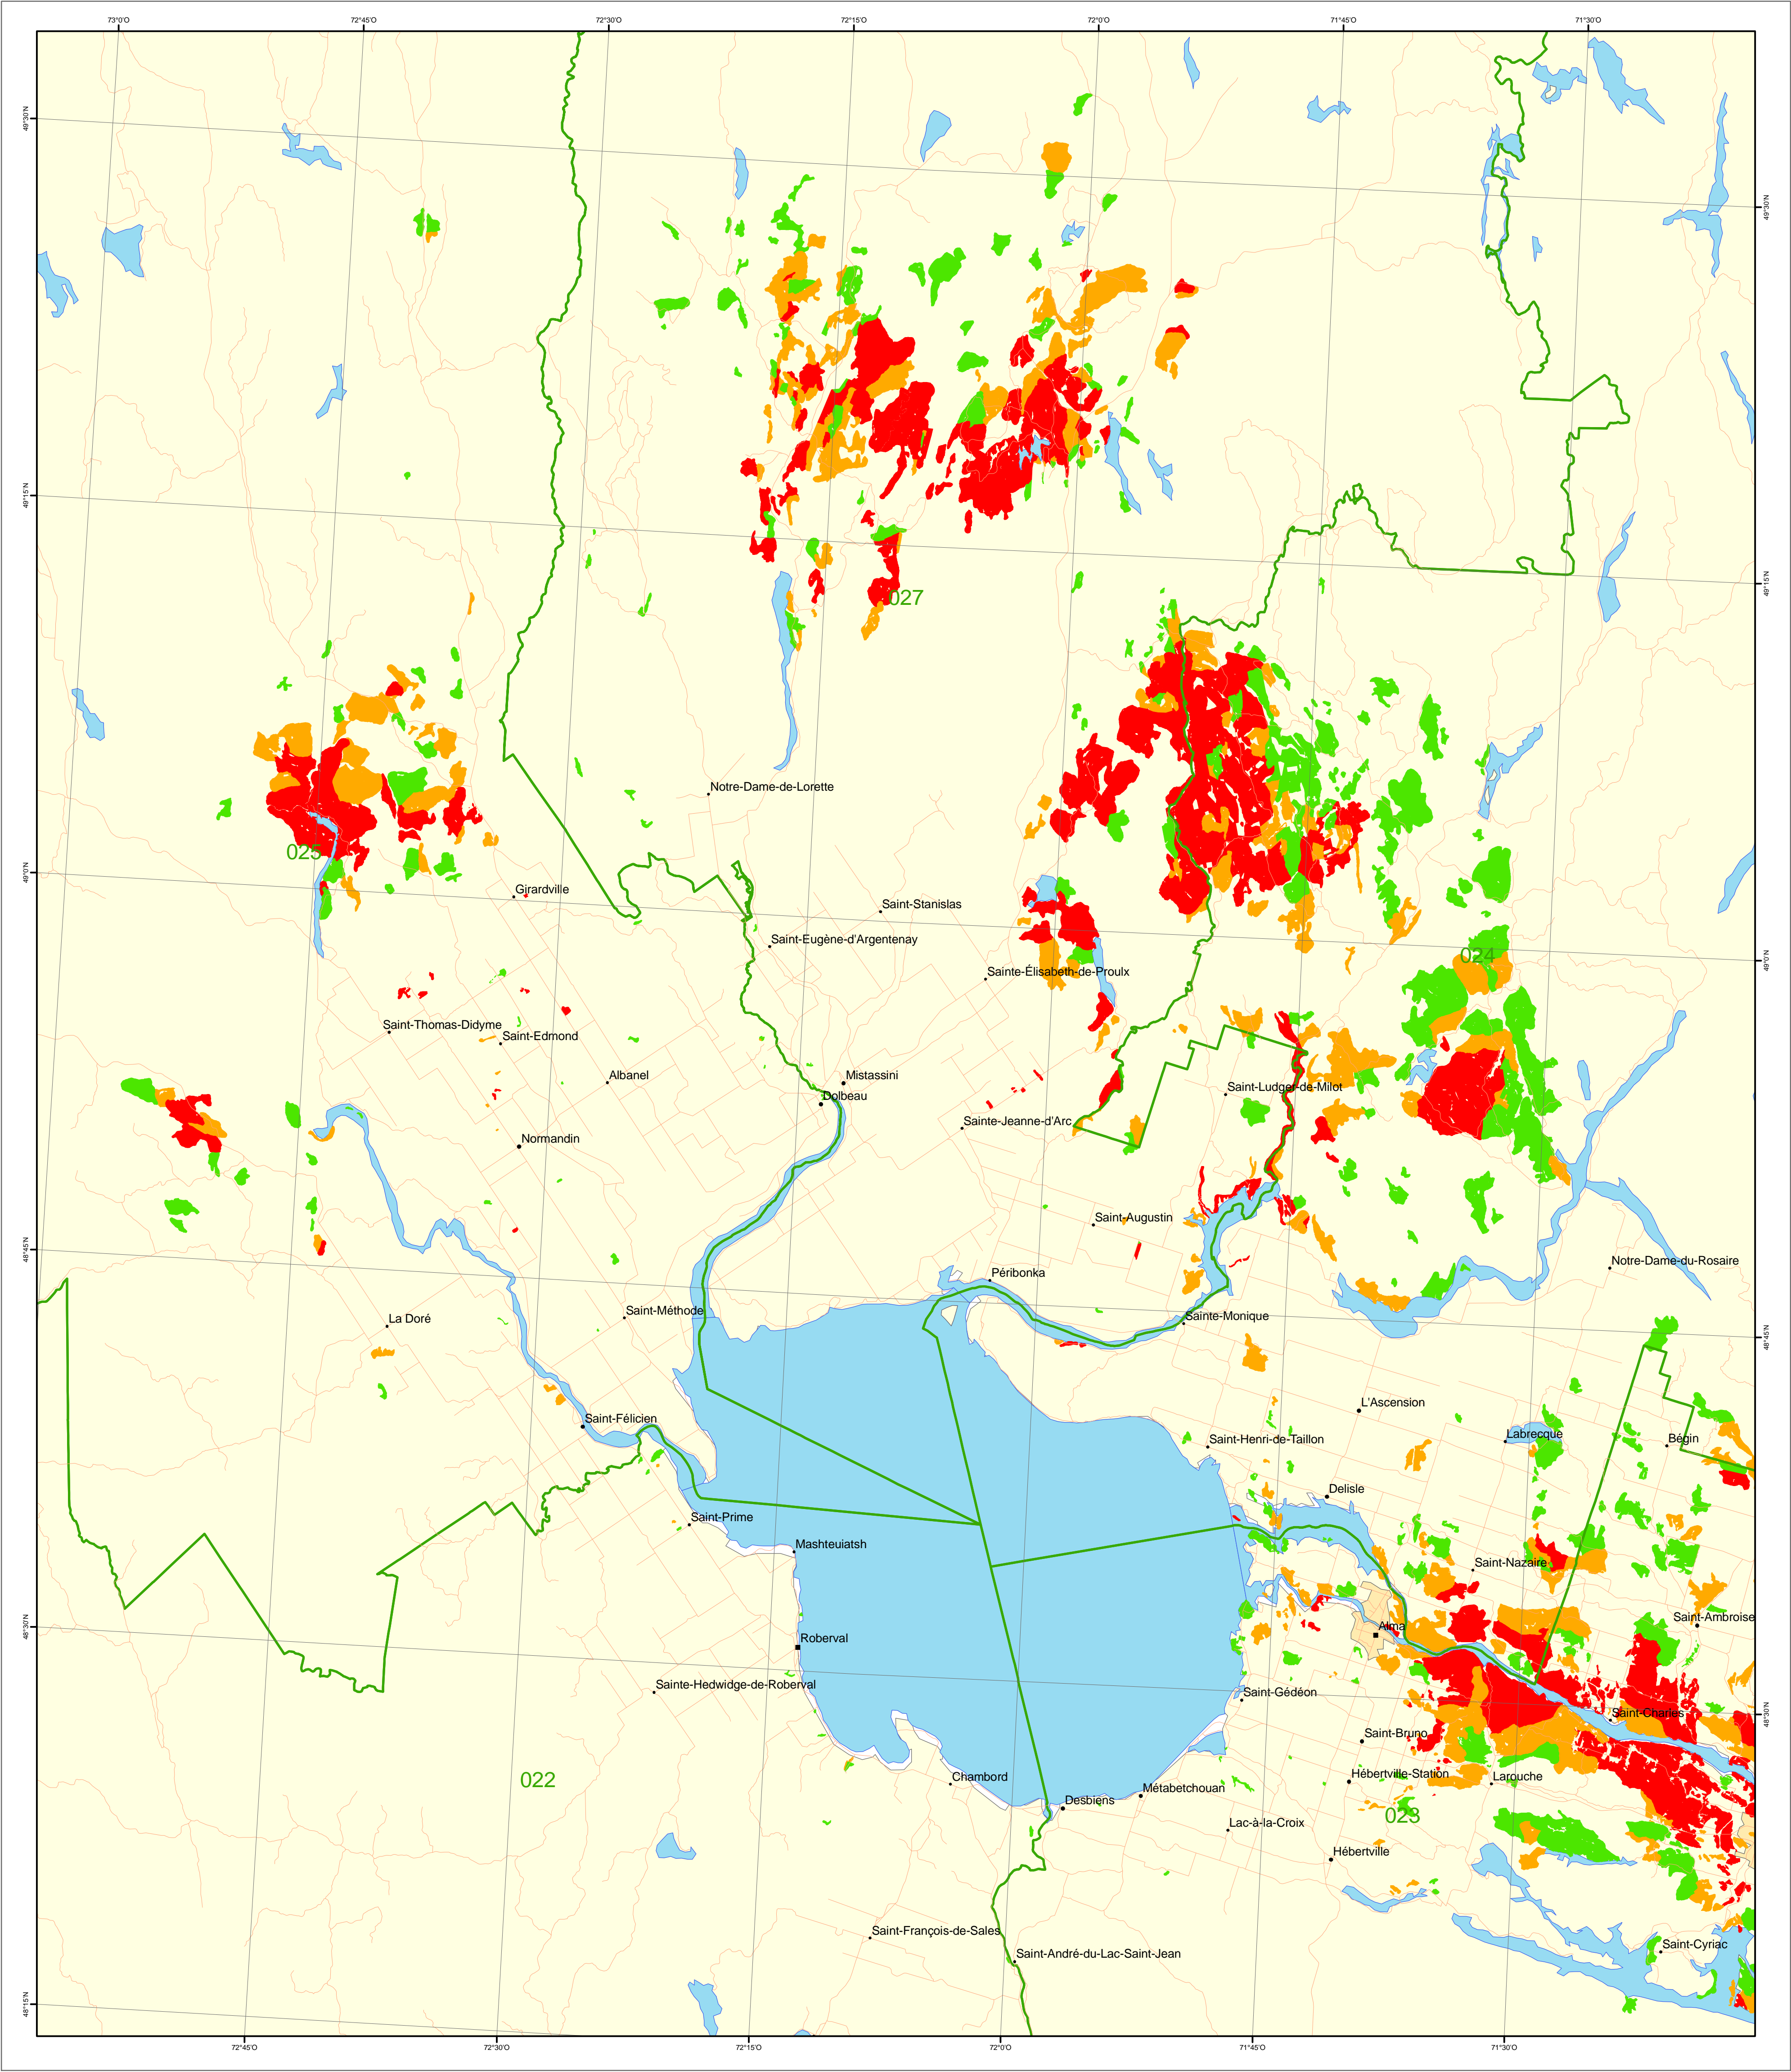 73°0'O 72°45'O 72°30'O 72°15'O 72°0'O 71°45'O 71°30'O
49°30'N
49°30'N
49°15'N
49°15'N
027
Notre-Dame-de-Lorette
025
49°0'N
Girardville
Saint-Stanislas
Saint-Eugène-d'Argentenay
024
49°0'N
Sainte-Élisabeth-de-Proulx
Saint-Thomas-Didyme
Saint-Edmond
Albanel
Mistassini
Saint-Ludger-de-Milot
Dolbeau
Sainte-Jeanne-d'Arc
Normandin
Saint-Augustin
48°45'N
Notre-Dame-du-Rosaire
Péribonka
Saint-Méthode
La Doré
Sainte-Monique
48°45'N
L'Ascension
Saint-Félicien
Saint-Henri-de-Taillon
Labrecque
Bégin
Delisle
Saint-Prime
Mashteuiatsh
Saint-Nazaire
Saint-Ambroise
48°30'N
Alma
Roberval
Sainte-Hedwidge-de-Roberval
Saint-Gédéon
Saint-Charles
48°30'N
Saint-Bruno
022
Chambord
Hébertville-Station
Larouche
Métabetchouan
Desbiens
023
Lac-à-la-Croix
Hébertville
Saint-François-de-Sales
Saint-André-du-Lac-Saint-Jean
Saint-Cyriac
48°15'N
72°45'O 72°30'O 72°15'O 72°0'O 71°45'O 71°30'O